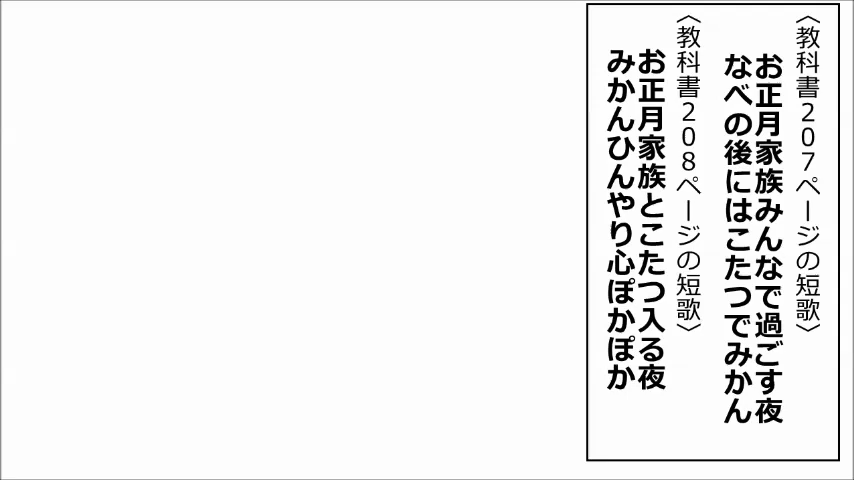 〈教科書２０７ページの短歌〉
お正月家族みんなで過ごす夜
なべの後にはこたつでみかん
〈教科書２０８ページの短歌〉
お正月家族とこたつ入る夜
みかんひんやり心ぽかぽか